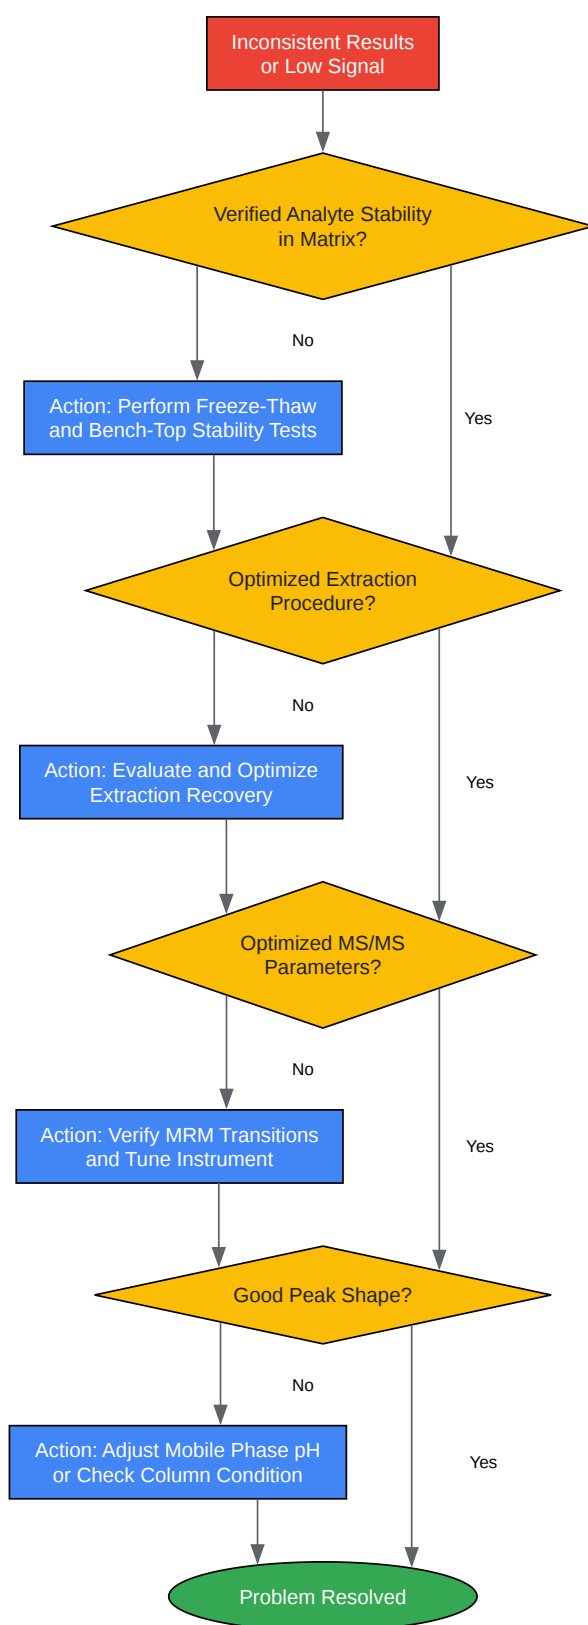 Inconsistent Results
or Low Signal
Verified Analyte Stability
in Matrix?
No
Action: Perform Freeze-Thaw
and Bench-Top Stability Tests
Yes
Optimized Extraction
Procedure?
No
Action: Evaluate and Optimize
Extraction Recovery
Yes
Optimized MS/MS
Parameters?
No
Action: Verify MRM Transitions
and Tune Instrument
Yes
Good Peak Shape?
No
Action: Adjust Mobile Phase pH
or Check Column Condition
Yes
Problem Resolved